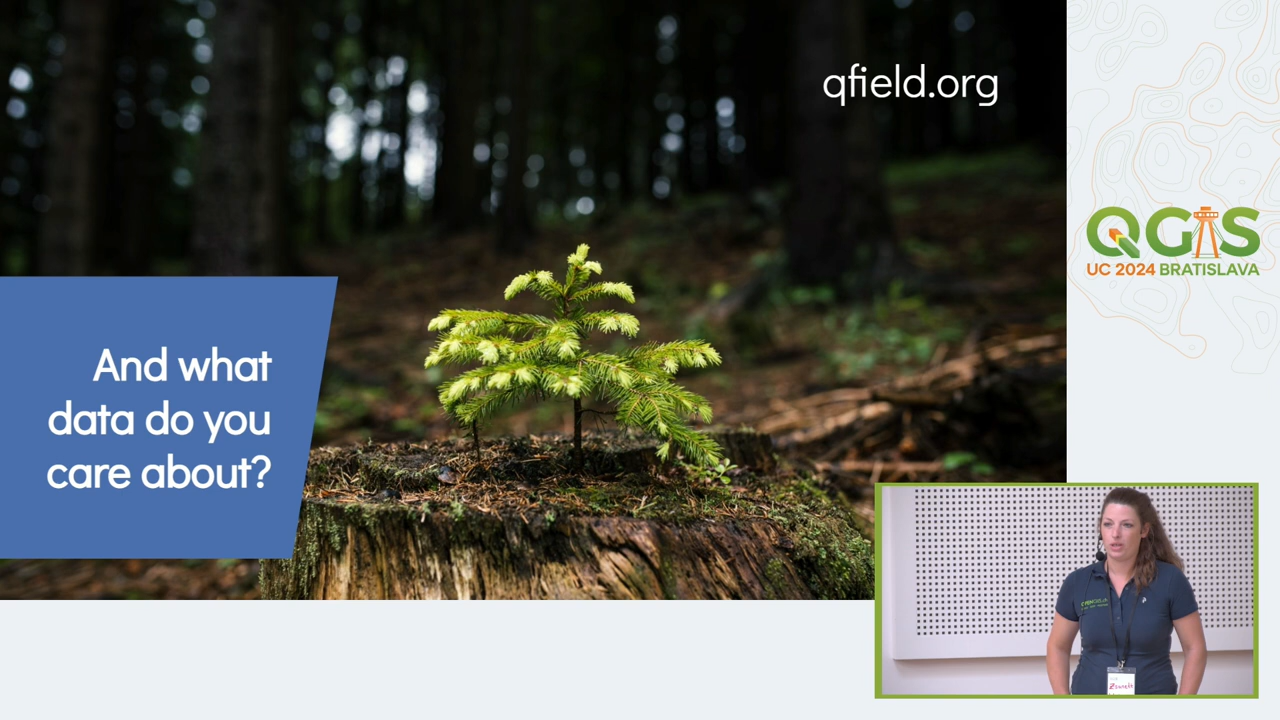 qfield.org
And what
data do you
care about?
QGIS
UC 2024 BRATISLAVA